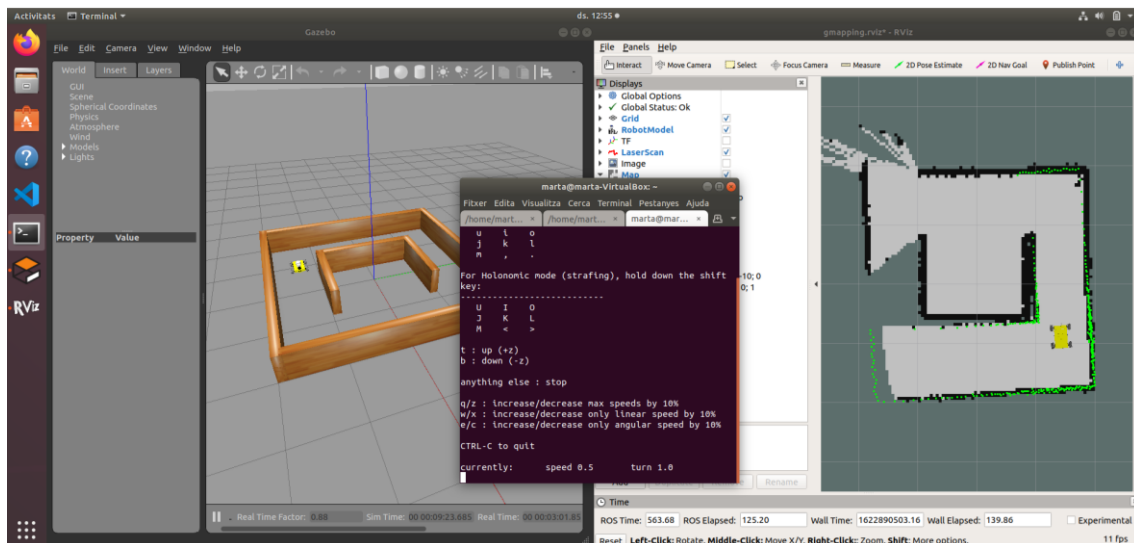 Activitats Terminal ds. 12:55
Gazebo
File Edit Camera View Window Help
World Insert Layers
GUI
Scene
Spherical Coordinates
Physics
Atmosphere
Wind
Models
Lights
Property Value
Real Time Factor: 0.88 Sim Time: 00 00:09:23.685 Real Time: 00 00:03:01.85
marta@marta-VirtualBox: ~
Fitxer Edita Visualitza Cerca Terminal Pestanyes Ajuda
/home/mart... × /home/mart... × marta@mar... ×
u i o
j k l
m , .
For Holonomic mode (strafing), hold down the shift
key:
---------------------------
U I O
J K L
M < >
t : up (+z)
b : down (-z)
anything else : stop
q/z : increase/decrease max speeds by 10%
w/x : increase/decrease only linear speed by 10%
e/c : increase/decrease only angular speed by 10%
CTRL-C to quit
currently: speed 0.5 turn 1.0
gmapping.rviz* - RViz
File Panels Help
Interact Move Camera Select Focus Camera Measure 2D Pose Estimate 2D Nav Goal Publish Point
Displays
Global Options
Global Status: Ok
Grid
RobotModel
TF
LaserScan
Image
Map
-10; 0
0; 1
Rename
Time
ROS Time: 563.68 ROS Elapsed: 125.20 Wall Time: 1622890503.16 Wall Elapsed: 139.86 Experimental
Reset Left-Click: Rotate. Middle-Click: Move X/Y. Right-Click:: Zoom. Shift: More options. 11 fps
RViz